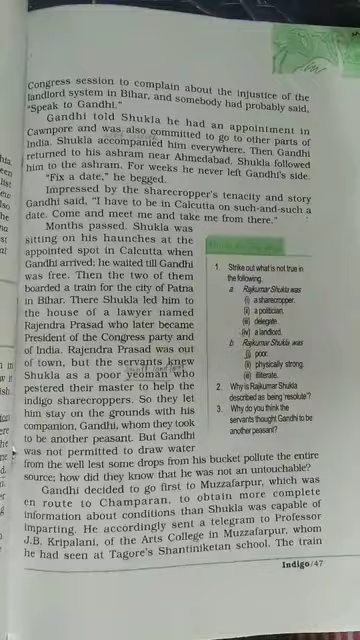 Congress session to complain about the injustice of the
landlord system in Bihar, and somebody had probably said,
"Speak to Gandhi."
Gandhi told Shukla he had an appointment in
Cawnpore and was also committed to go to other parts of
India. Shukla accompanied him everywhere. Then Gandhi
returned to his ashram near Ahmedabad. Shukla followed
him to the ashram. For weeks he never left Gandhi's side.
"Fix a date," he begged.
Impressed by the sharecropper's tenacity and story
Gandhi said, "I have to be in Calcutta on such-and-such a
date. Come and meet me and take me from there."
Months passed. Shukla was
sitting on his haunches at the
appointed spot in Calcutta when
Gandhi arrived; he waited till Gandhi
was free. Then the two of them
boarded a train for the city of Patna
in Bihar. There Shukla led him to
the house of a lawyer named
Rajendra Prasad who later became
President of the Congress party and
of India. Rajendra Prasad was out
of town, but the servants knew
Shukla as a poor yeoman who
pestered their master to help the
indigo sharecroppers. So they let
him stay on the grounds with his
companion, Gandhi, whom they took
to be another peasant. But Gandhi
was not permitted to draw water
from the well lest some drops from his bucket pollute the entire
source; how did they know that he was not an untouchable?
Gandhi decided to go first to Muzzafarpur, which was
en route to Champaran, to obtain more complete
information about conditions than Shukla was capable of
imparting. He accordingly sent a telegram to Professor
J.B. Kripalani, of the Arts College in Muzzafarpur, whom
he had seen at Tagore's Shantiniketan school. The train
1. Strike out what is not true in
the following.
a. Rajkumar Shukla was
(i) a sharecropper.
(ii) a politician.
(iii) delegate.
(iv) a landlord.
b. Rajkumar Shukla was
(i) poor.
(ii) physically strong.
(iii) illiterate.
2. Why is Rajkumar Shukla
described as being 'resolute'?
3. Why do you think the
servants thought Gandhi to be
another peasant?
Indigo/47